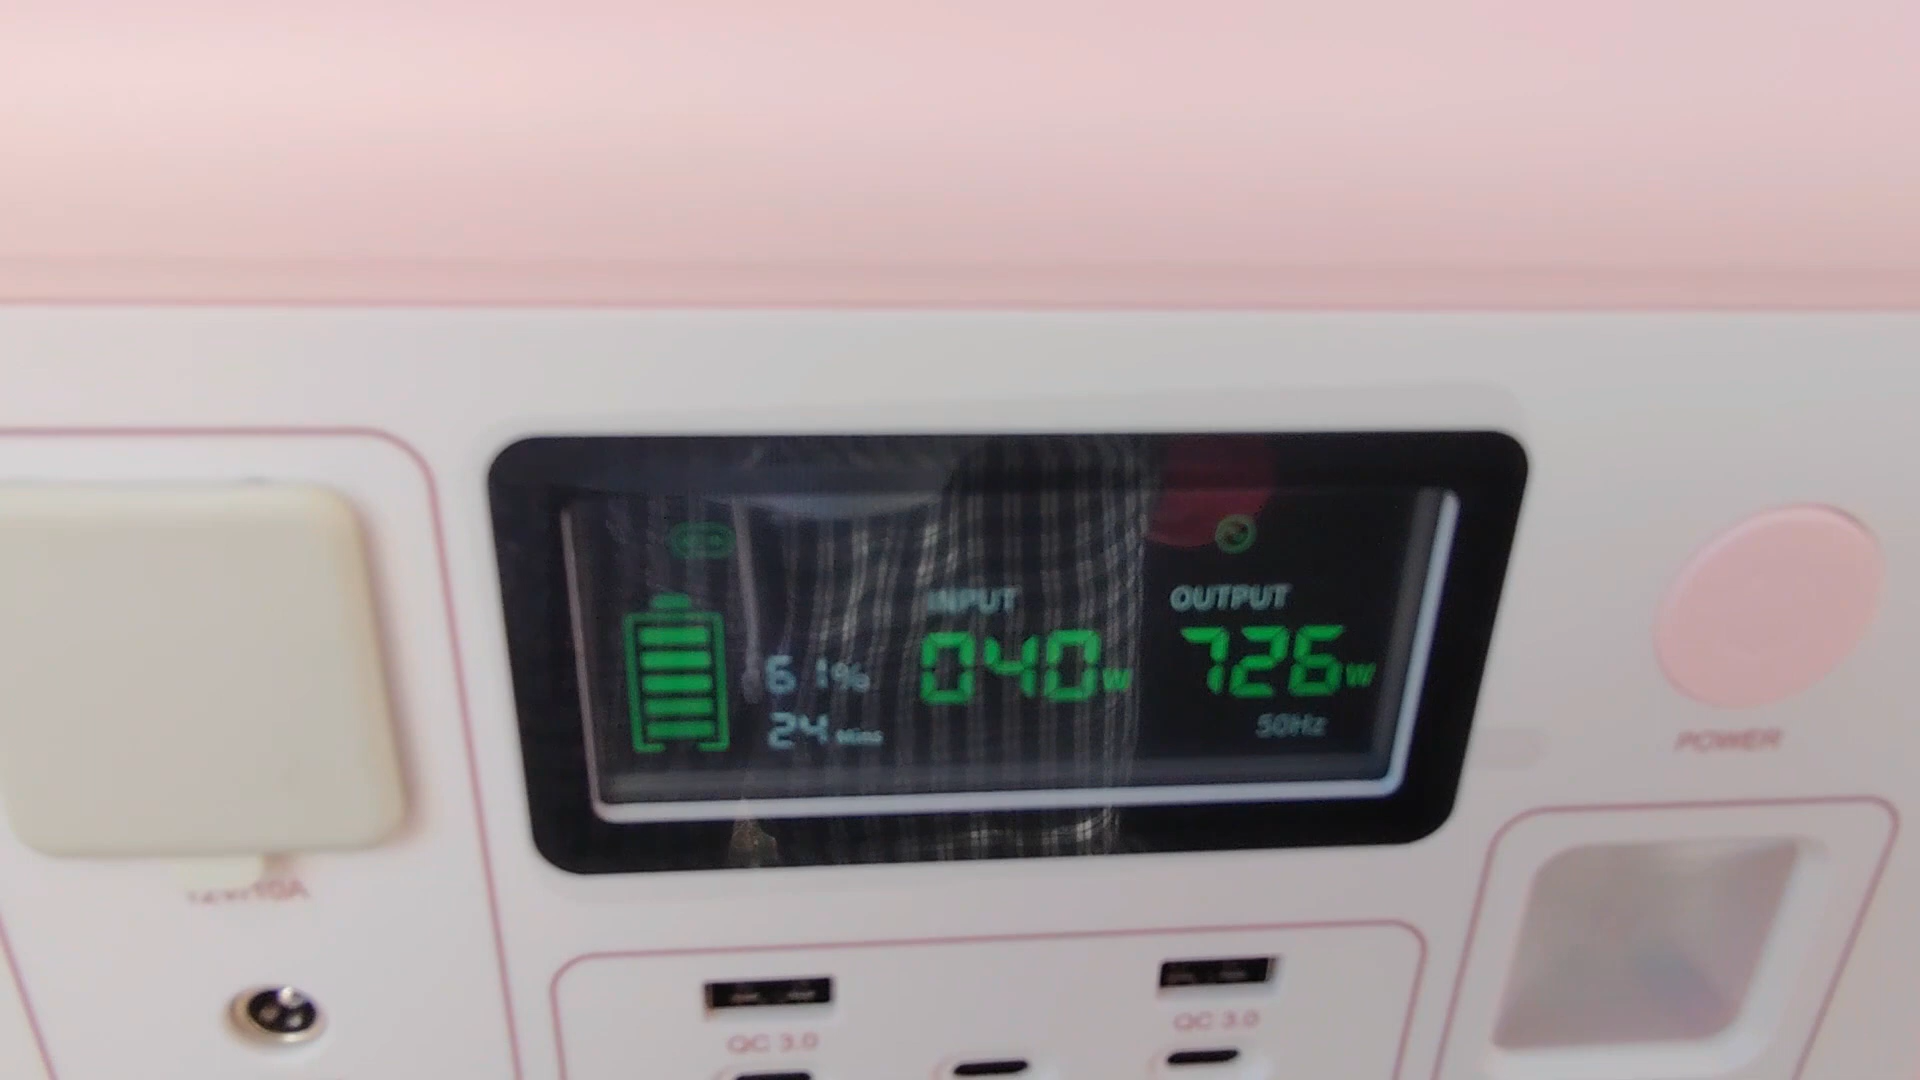 INPUT
OUTPUT
61%
040W
726W
24 Mins
50Hz
POWER
QC 3.0
QC 3.0